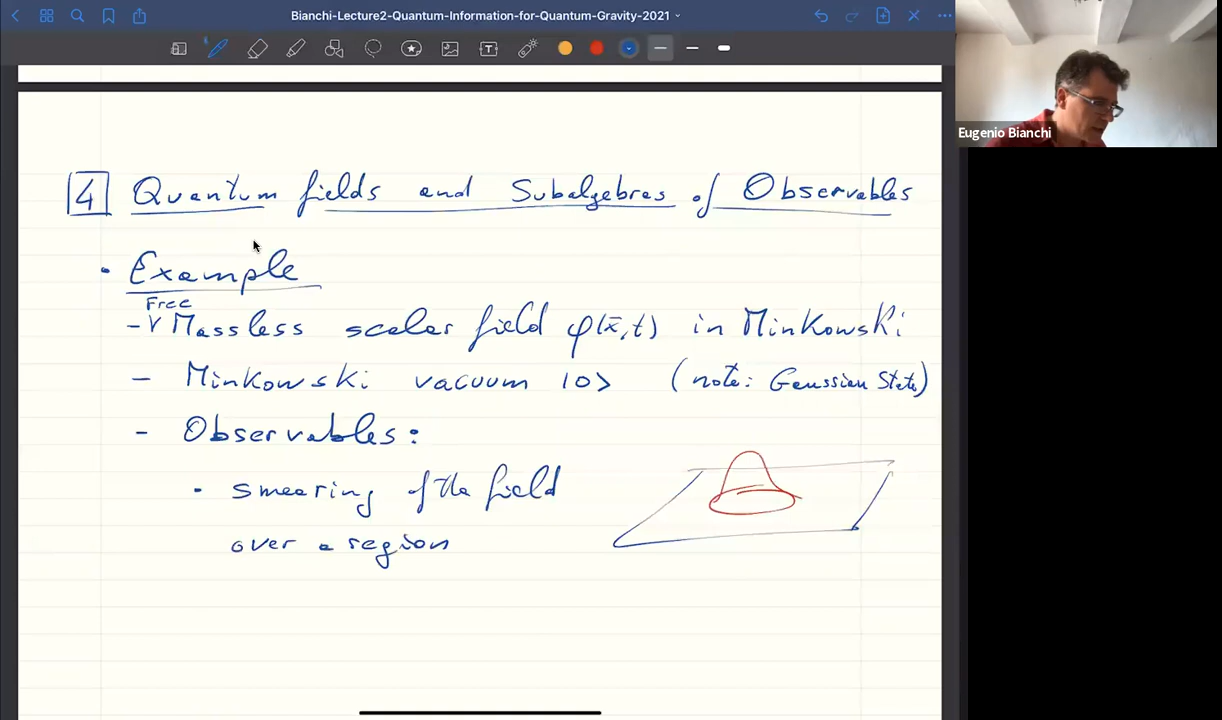 Bianchi-Lecture2-Quantum-Information-for-Quantum-Gravity-2021
Eugenio Bianchi
4 Quantum fields and Subalgebras of Observables
• Example
Free
- Massless scalar field φ(x̄,t) in Minkowski
- Minkowski vacuum |0> (note: Gaussian State)
- Observables:
• smearing of the field
over a region